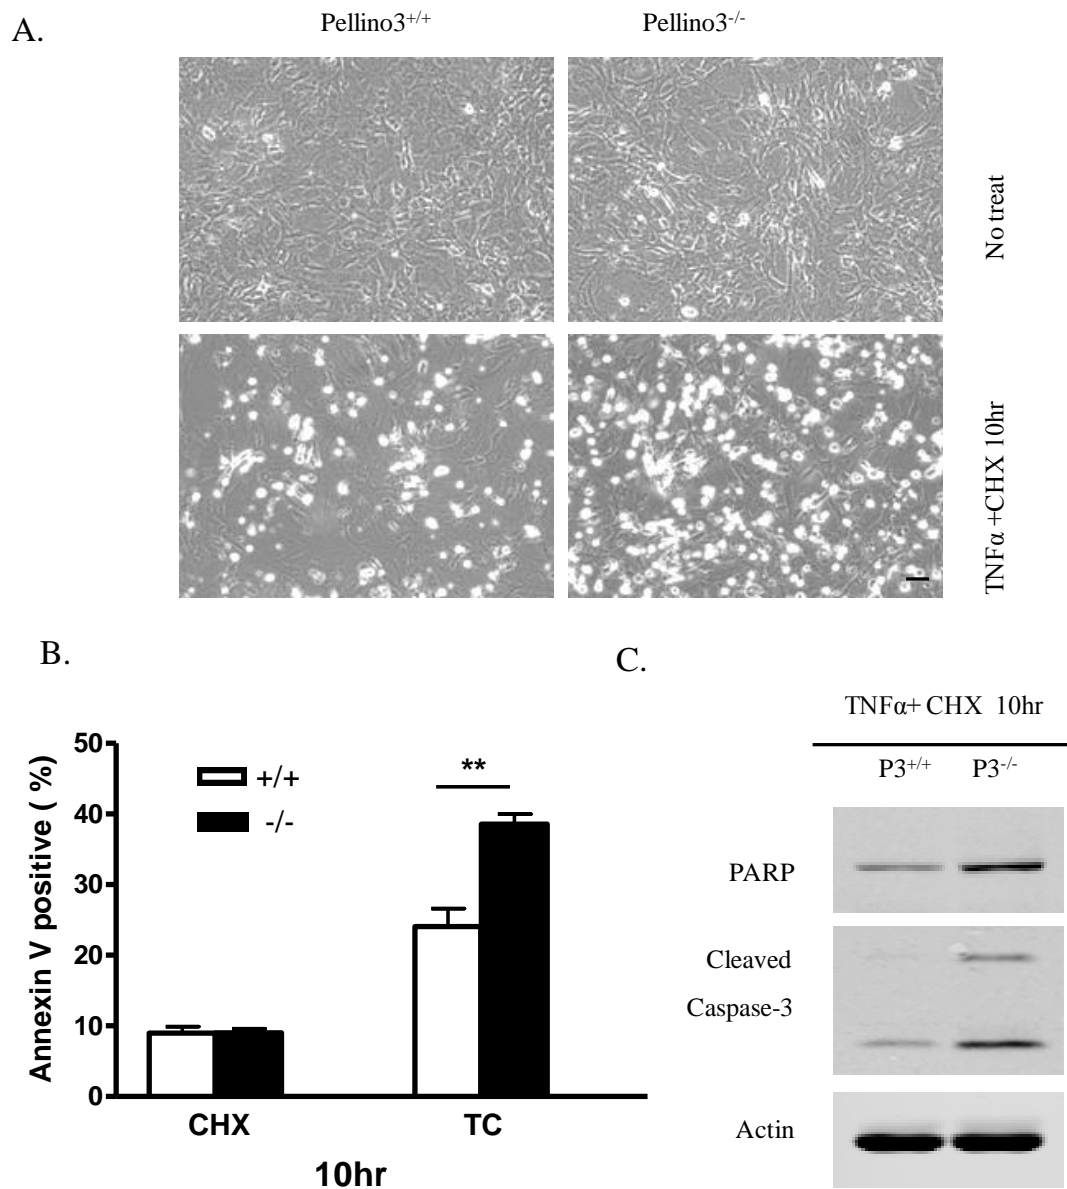 A.
Pellino3+/+
Pellino3-/-
No treat
TNFα +CHX 10hr
B.
Annexin V positive ( %)
50
40
30
20
10
0
+/+
-/-
**
CHX
TC
10hr
C.
TNFα+ CHX 10hr
P3+/+
P3-/-
PARP
Cleaved
Caspase-3
Actin